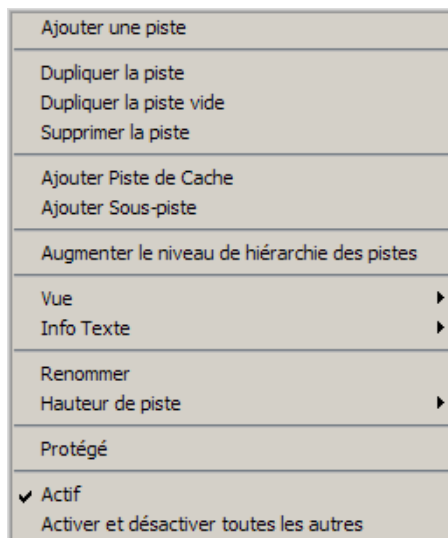 Ajouter une piste
Dupliquer la piste
Dupliquer la piste vide
Supprimer la piste
Ajouter Piste de Cache
Ajouter Sous-piste
Augmenter le niveau de hiérarchie des pistes
Vue
Info Texte
Renommer
Hauteur de piste
Protégé
Actif
Activer et désactiver toutes les autres